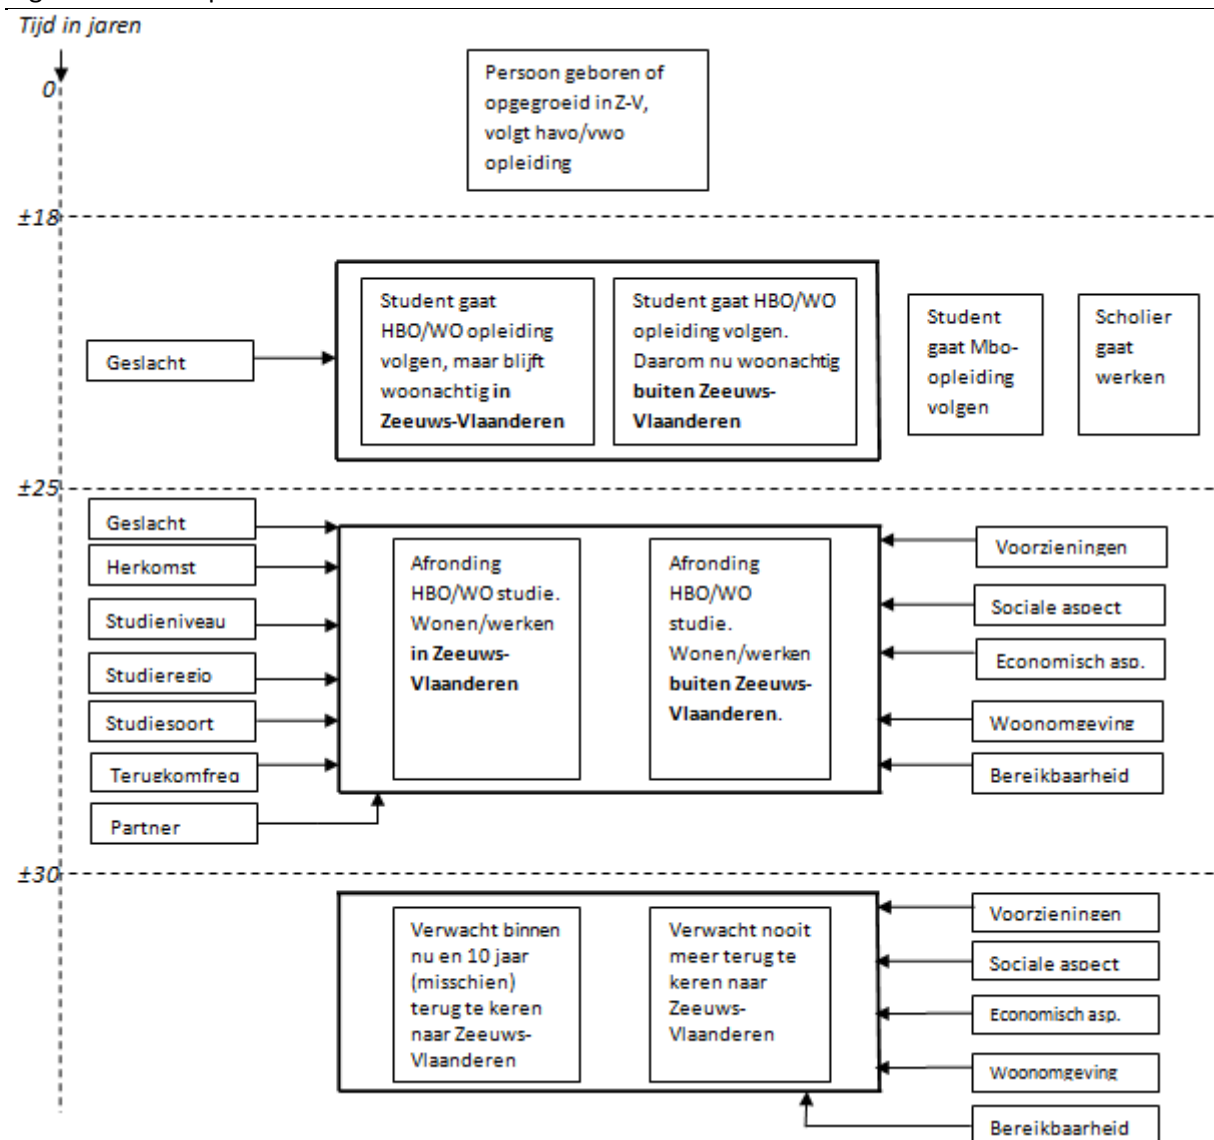 Tijd in jaren
0
Persoon geboren of
opgegroeid in Z-V,
volgt havo/vwo
opleiding
±18
Geslacht
Student gaat
HBO/WO opleiding
volgen, maar blijft
woonachtig in
Zeeuws-Vlaanderen
Student gaat HBO/WO
opleiding volgen.
Daarom nu woonachtig
buiten Zeeuws-
Vlaanderen
Student
gaat Mbo-
opleiding
volgen
Scholier
gaat
werken
±25
Geslacht
Herkomst
Studieniveau
Studieregio
Studiesoort
Terugkomfreq
Partner
Afronding
HBO/WO studie.
Wonen/werken
in Zeeuws-
Vlaanderen
Afronding
HBO/WO
studie.
Wonen/werken
buiten Zeeuws-
Vlaanderen.
Voorzieningen
Sociale aspect
Economisch asp.
Woonomgeving
Bereikbaarheid
±30
Verwacht binnen
nu en 10 jaar
(misschien)
terug te keren
naar Zeeuws-
Vlaanderen
Verwacht nooit
meer terug te
keren naar
Zeeuws-
Vlaanderen
Voorzieningen
Sociale aspect
Economisch asp.
Woonomgeving
Bereikbaarheid